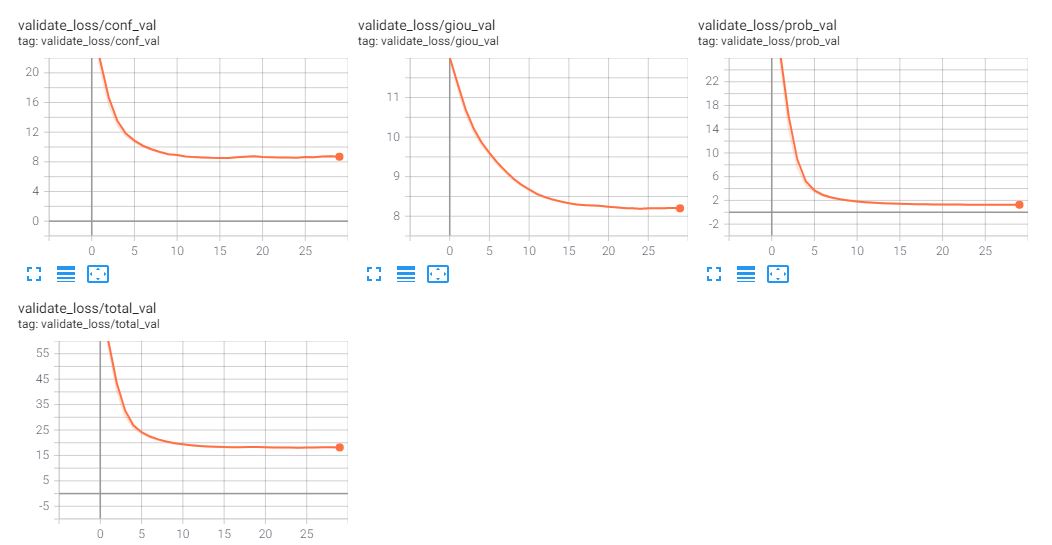 validate_loss/conf_val
tag: validate_loss/conf_val
20
16
12
8
4
0
0 5 10 15 20 25
validate_loss/giou_val
tag: validate_loss/giou_val
11
10
9
8
0 5 10 15 20 25
validate_loss/prob_val
tag: validate_loss/prob_val
22
18
14
10
6
2
-2
0 5 10 15 20 25
validate_loss/total_val
tag: validate_loss/total_val
55
45
35
25
15
5
-5
0 5 10 15 20 25